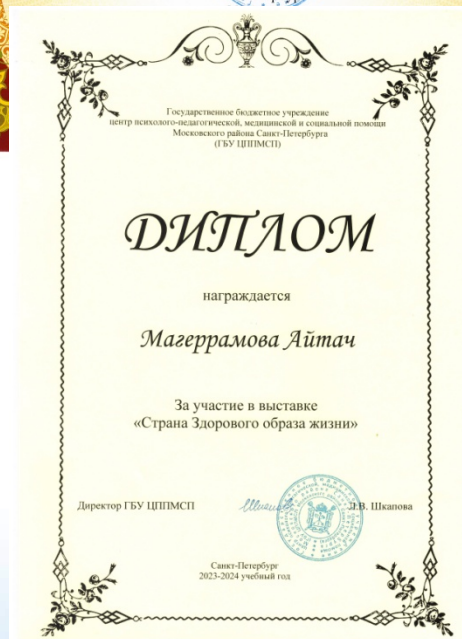 Государственное бюджетное учреждение
центр психолого-педагогической, медицинской и социальной помощи
Московского района Санкт-Петербурга
(ГБУ ЦППМСП)
ДИПЛОМ
награждается
Магеррамова Айтач
За участие в выставке
«Страна Здорового образа жизни»
Директор ГБУ ЦППМСП
В. Шкапова
Санкт-Петербург
2023-2024 учебный год